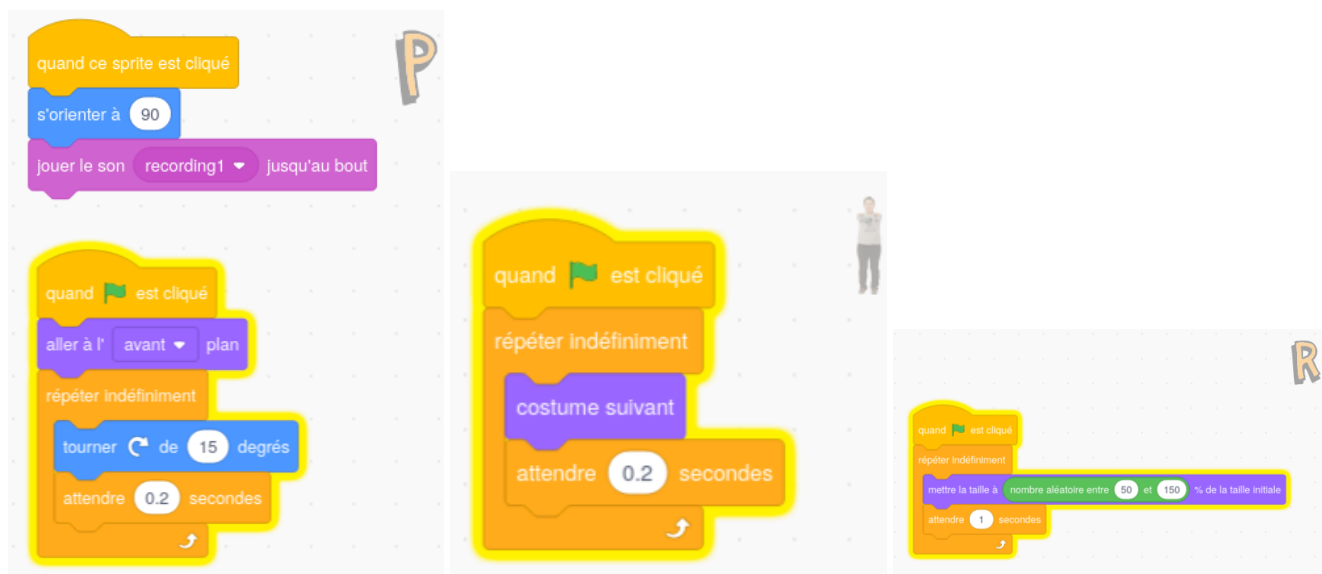 quand ce sprite est cliqué
s'orienter à 90
jouer le son recording1 jusqu'au bout
P
quand est cliqué
aller à l' avant plan
répéter indéfiniment
tourner de 15 degrés
attendre 0.2 secondes
quand est cliqué
répéter indéfiniment
costume suivant
attendre 0.2 secondes
R
quand est cliqué
répéter indéfiniment
mettre la taille à nombre aléatoire entre 50 et 150 % de la taille initiale
attendre 1 secondes